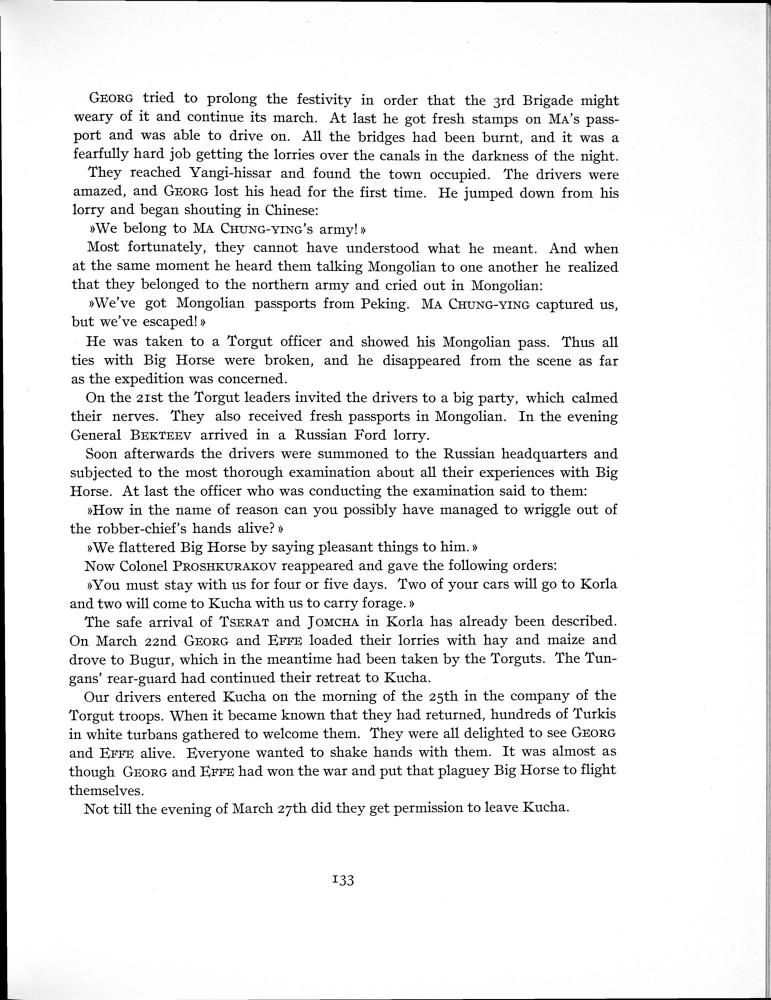 GEORG tried to prolong the festivity in order that the 3rd Brigade might
weary of it and continue its march. At last he got fresh stamps on MA's pass-
port and was able to drive on. All the bridges had been burnt, and it was a
fearfully hard job getting the lorries over the canals in the darkness of the night.
They reached Yangi-hissar and found the town occupied. The drivers were
amazed, and GEORG lost his head for the first time. He jumped down from his
lorry and began shouting in Chinese:
»We belong to MA CHUNG-YING's army!»
Most fortunately, they cannot have understood what he meant. And when
at the same moment he heard them talking Mongolian to one another he realized
that they belonged to the northern army and cried out in Mongolian:
»We've got Mongolian passports from Peking. MA CHUNG-YING captured us,
but we've escaped!»
He was taken to a Torgut officer and showed his Mongolian pass. Thus all
ties with Big Horse were broken, and he disappeared from the scene as far
as the expedition was concerned.
On the 21st the Torgut leaders invited the drivers to a big party, which calmed
their nerves. They also received fresh passports in Mongolian. In the evening
General BEKTEEV arrived in a Russian Ford lorry.
Soon afterwards the drivers were summoned to the Russian headquarters and
subjected to the most thorough examination about all their experiences with Big
Horse. At last the officer who was conducting the examination said to them:
»How in the name of reason can you possibly have managed to wriggle out of
the robber-chief's hands alive?»
»We flattered Big Horse by saying pleasant things to him.»
Now Colonel PROSHKURAKOV reappeared and gave the following orders:
»You must stay with us for four or five days. Two of your cars will go to Korla
and two will come to Kucha with us to carry forage.»
The safe arrival of TSERAT and JOMCHA in Korla has already been described.
On March 22nd GEORG and EFFE loaded their lorries with hay and maize and
drove to Bugur, which in the meantime had been taken by the Torguts. The Tun-
gans' rear-guard had continued their retreat to Kucha.
Our drivers entered Kucha on the morning of the 25th in the company of the
Torgut troops. When it became known that they had returned, hundreds of Turkis
in white turbans gathered to welcome them. They were all delighted to see GEORG
and EFFE alive. Everyone wanted to shake hands with them. It was almost as
though GEORG and EFFE had won the war and put that plaguey Big Horse to flight
themselves.
Not till the evening of March 27th did they get permission to leave Kucha.
133